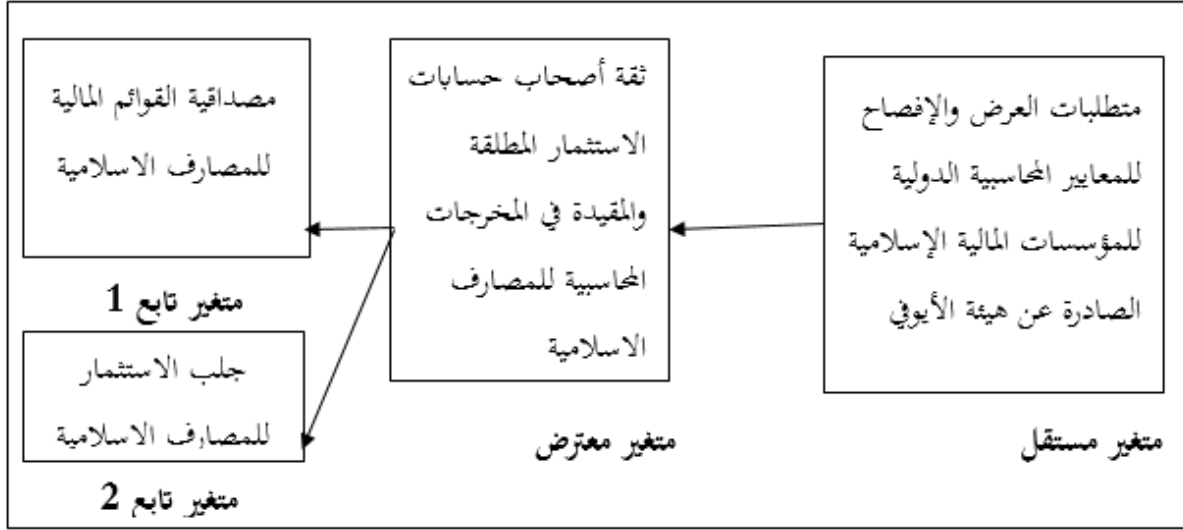 متطلبات العرض والإفصاح
للمعايير المحاسبية الدولية
للمؤسسات المالية الإسلامية
الصادرة عن هيئة الأيوفي
متغير مستقل
ثقة أصحاب حسابات
الاستثمار المطلقة
والمقيدة في المخرجات
المحاسبية للمصارف
الاسلامية
متغير معترض
مصداقية القوائم المالية
للمصارف الاسلامية
متغير تابع 1
جلب الاستثمار
للمصارف الاسلامية
متغير تابع 2